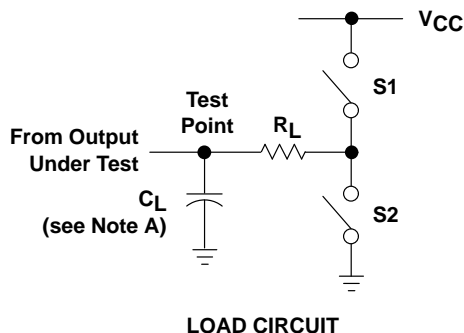 VCC
S1
Test
Point
RL
From Output
Under Test
CL
(see Note A)
S2
LOAD CIRCUIT